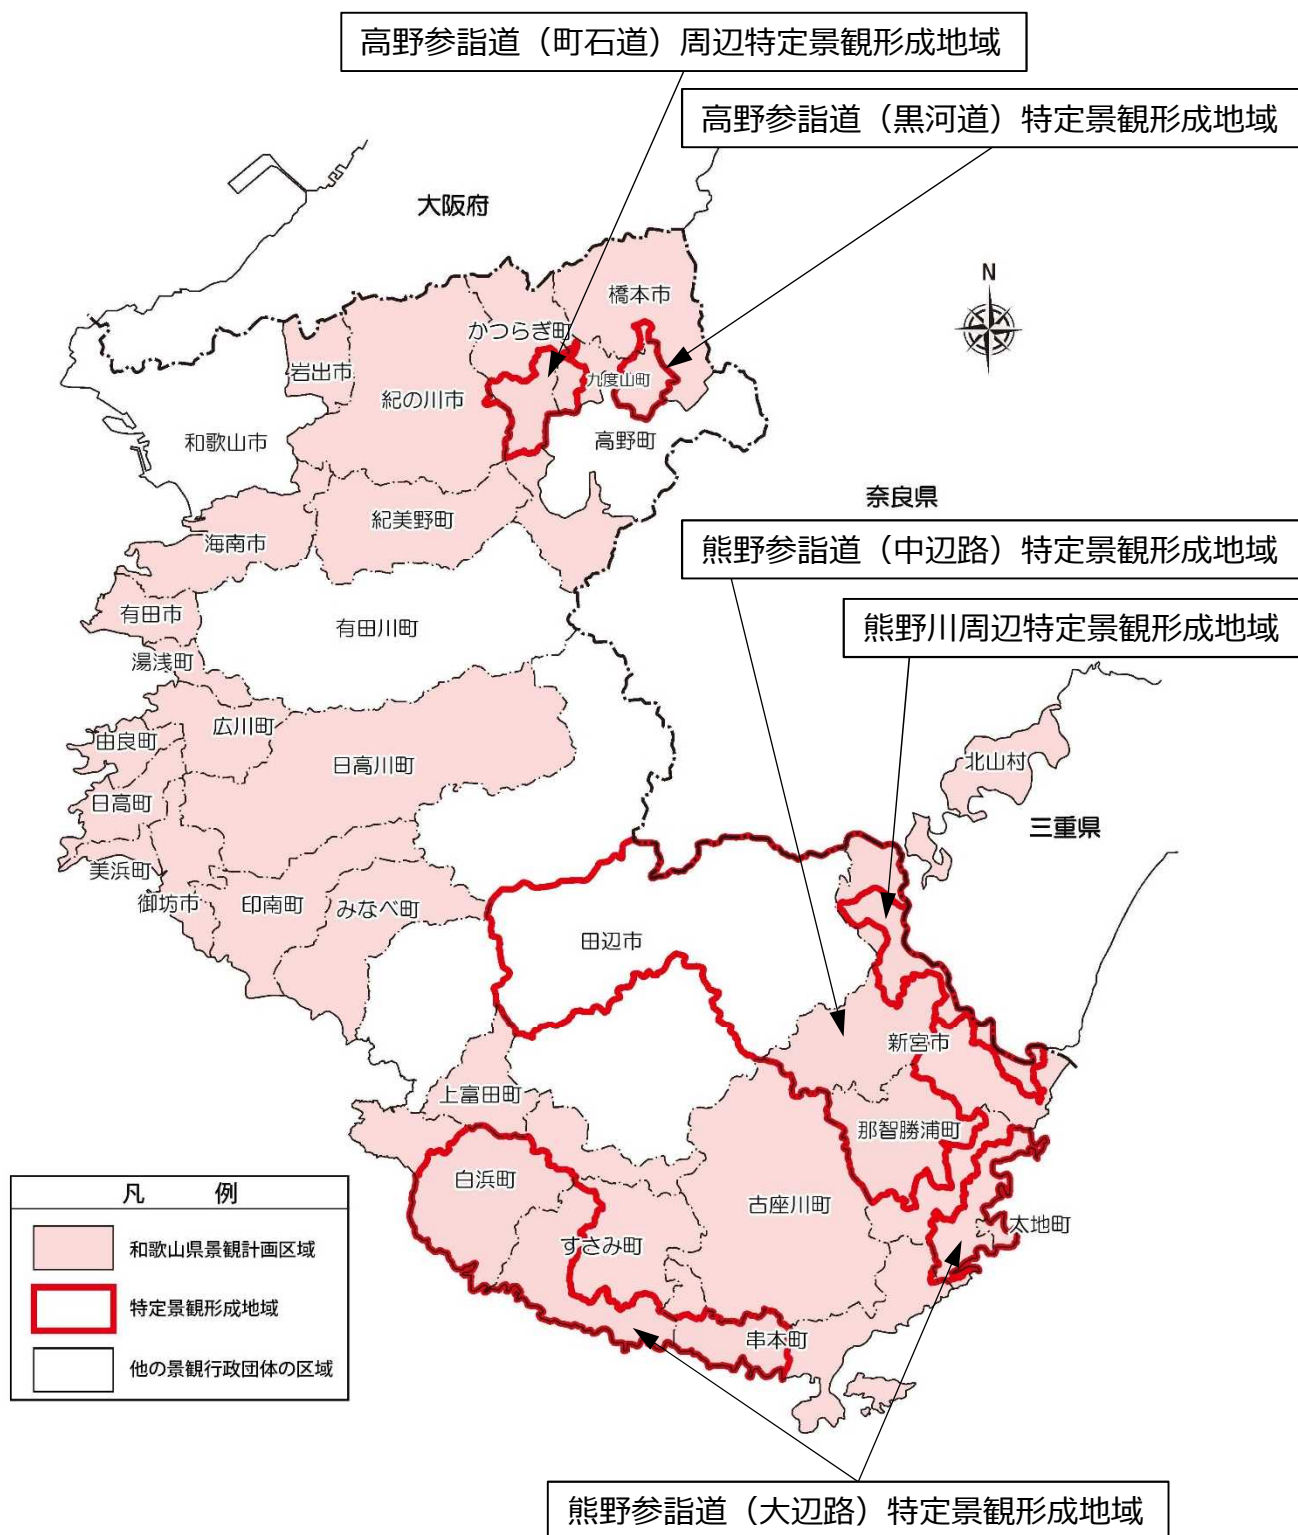 高野参詣道（町石道）周辺特定景観形成地域
高野参詣道（黒河道）特定景観形成地域
大阪府
N
橋本市
かつらぎ町
岩出市
九度山町
紀の川市
和歌山市
高野町
奈良県
紀美野町
海南市
熊野参詣道（中辺路）特定景観形成地域
有田市
有田川町
熊野川周辺特定景観形成地域
湯浅町
広川町
由良町
日高川町
北山村
日高町
三重県
美浜町
御坊市
印南町
みなべ町
田辺市
新宮市
上富田町
那智勝浦町
白浜町
古座川町
太地町
すさみ町
串本町
凡 例
和歌山県景観計画区域
特定景観形成地域
他の景観行政団体の区域
熊野参詣道（大辺路）特定景観形成地域